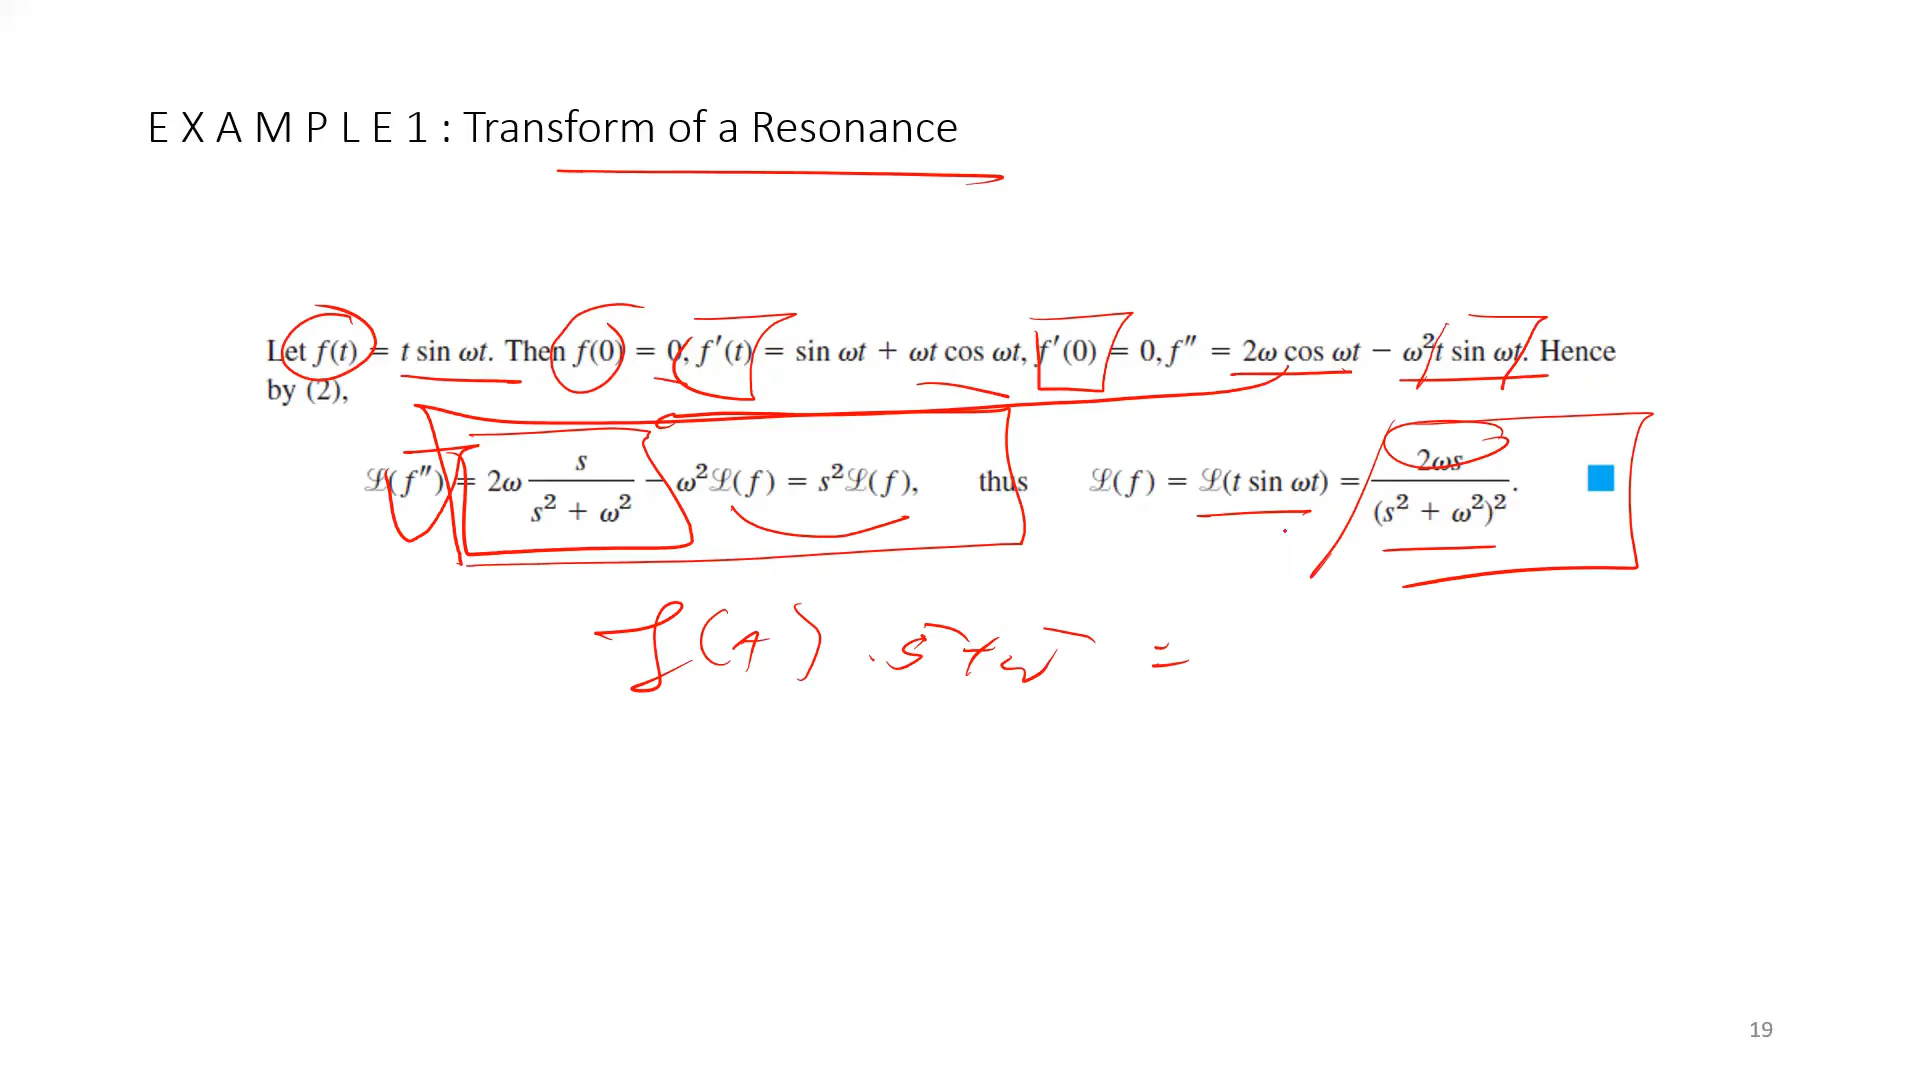 E X A M P L E 1 : Transform of a Resonance
Let f(t) = t sin ωt. Then f(0) = 0, f′(t) = sin ωt + ωt cos ωt, f′(0) = 0, f″ = 2ω cos ωt − ω²t sin ωt. Hence
by (2),
ℒ(f″) = 2ω s/(s² + ω²) − ω²ℒ(f) = s²ℒ(f), thus ℒ(f) = ℒ(t sin ωt) = 2ωs/(s² + ω²)².
=
19